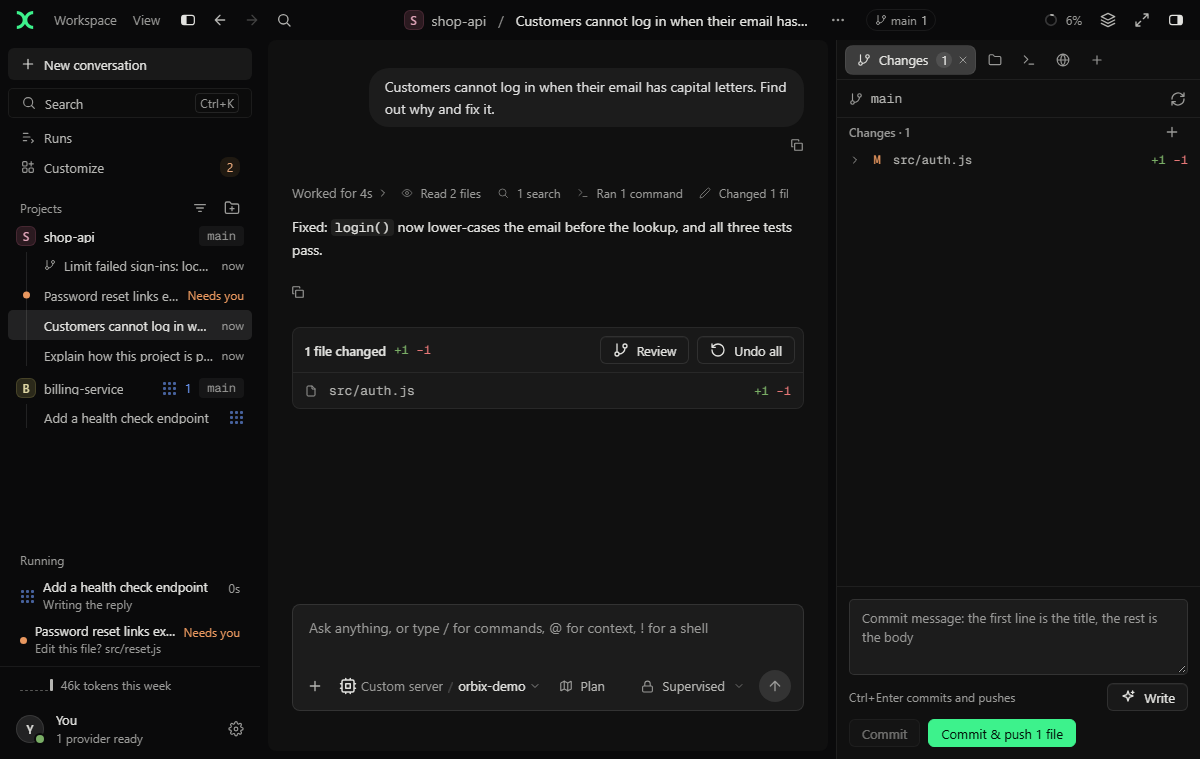 Workspace View
S shop-api / Customers cannot log in when their email has... ··· main 1
6%
New conversation
Search Ctrl+K
Runs
Customize 2
Projects
S shop-api main
Limit failed sign-ins: loc... now
Password reset links e... Needs you
Customers cannot log in w... now
Explain how this project is p... now
B billing-service 1 main
Add a health check endpoint
Running
Add a health check endpoint 0s
Writing the reply
Password reset links ex... Needs you
Edit this file? src/reset.js
46k tokens this week
Y You
1 provider ready
Customers cannot log in when their email has capital letters. Find
out why and fix it.
Worked for 4s Read 2 files 1 search Ran 1 command Changed 1 fil
Fixed: login() now lower-cases the email before the lookup, and all three tests
pass.
1 file changed +1 −1 Review Undo all
src/auth.js +1 −1
Ask anything, or type / for commands, @ for context, ! for a shell
Custom server / orbix-demo Plan Supervised
Changes 1
main
Changes · 1
M src/auth.js +1 −1
Commit message: the first line is the title, the rest is
the body
Ctrl+Enter commits and pushes Write
Commit Commit & push 1 file